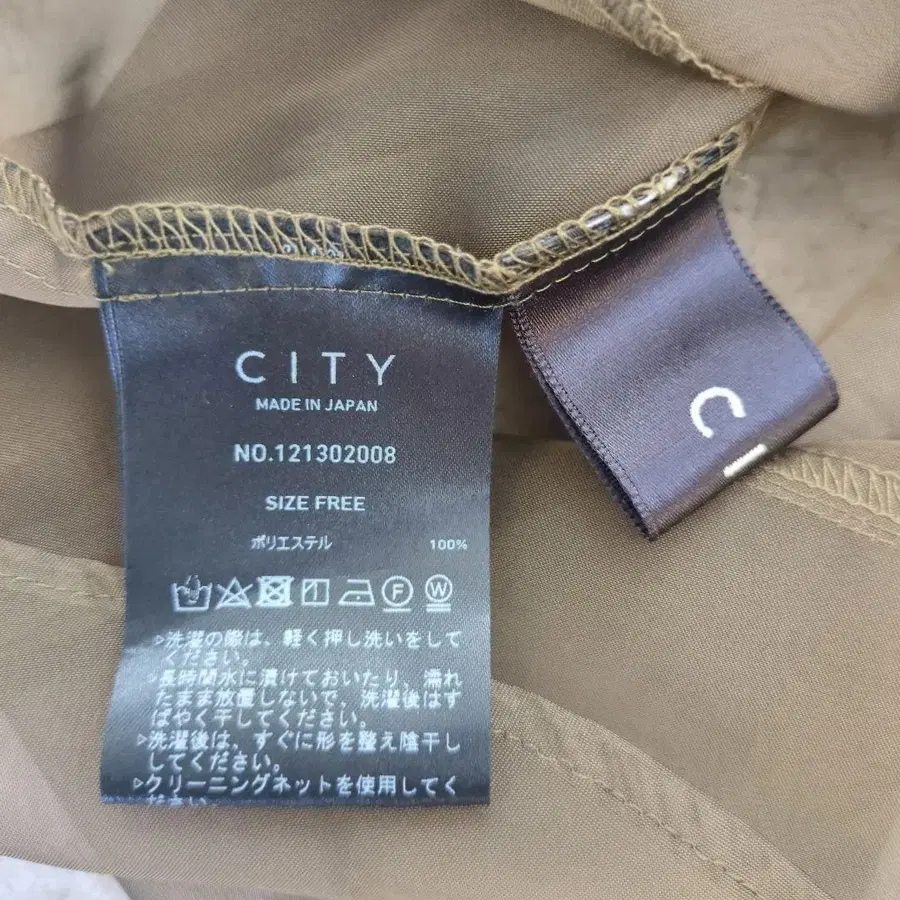 CITY
MADE IN JAPAN
NO.121302008
SIZE FREE
ポリエステル 100%
F W
▷洗濯の際は、軽く押し洗いをして
ください。
▷長時間水に漬けておいたり、濡れ
たまま放置しないで、洗濯後はす
ばやく干してください。
▷洗濯後は、すぐに形を整え陰干し
してください。
▷クリーニングネットを使用してく
ださい。
C I